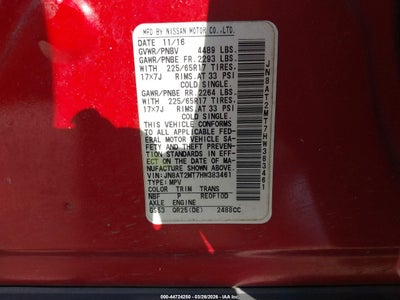 MFD BY NISSAN MOTOR CO.,LTD.
DATE 11/16
GVWR/PNBV 4489 LBS.
GAWR/PNBE FR.2293 LBS.
WITH 225/65R17 TIRES,
17X7J RIMS,AT 33 PSI
COLD SINGLE.
GAWR/PNBE RR.2264 LBS.
WITH 225/65R17 TIRES,
17X7J RIMS,AT 33 PSI
COLD SINGLE.
THIS VEHICLE CONFORMS
TO ALL APPLICABLE FED-
ERAL MOTOR VEHICLE SA-
FETY AND THEFT PREVEN-
TION STANDARDS IN EFF-
ECT ON THE DATE OF MA-
NUFACTURE SHOWN ABOVE.
VIN:JN8AT2MT7HW383461
TYPE:MPV
COLOR TRIM TRANS
NBF P RE0F10D
AXLE ENGINE
GS63 QR25(DE) 2488CC
JN8AT2MT7HW383461
© IAA 44724250 | 03/26/2026 - IAAI.COM